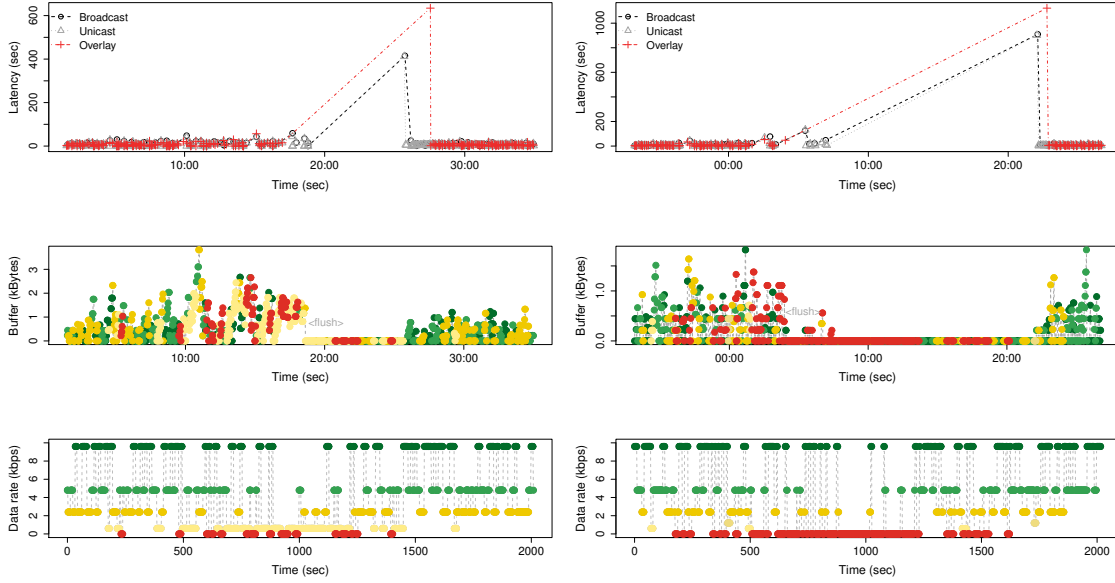 Latency (sec)
0
200
400
600
Broadcast
Unicast
Overlay
10:00
20:00
30:00
Time (sec)
Latency (sec)
0
200
600
1000
Broadcast
Unicast
Overlay
00:00
10:00
20:00
Time (sec)
Buffer (kBytes)
0
1
2
3
<flush>
10:00
20:00
30:00
Time (sec)
Buffer (kBytes)
0.0
1.0
<flush>
00:00
10:00
20:00
Time (sec)
Data rate (kbps)
0
2
4
6
8
0
500
1000
1500
2000
Time (sec)
Data rate (kbps)
0
2
4
6
8
0
500
1000
1500
2000
Time (sec)